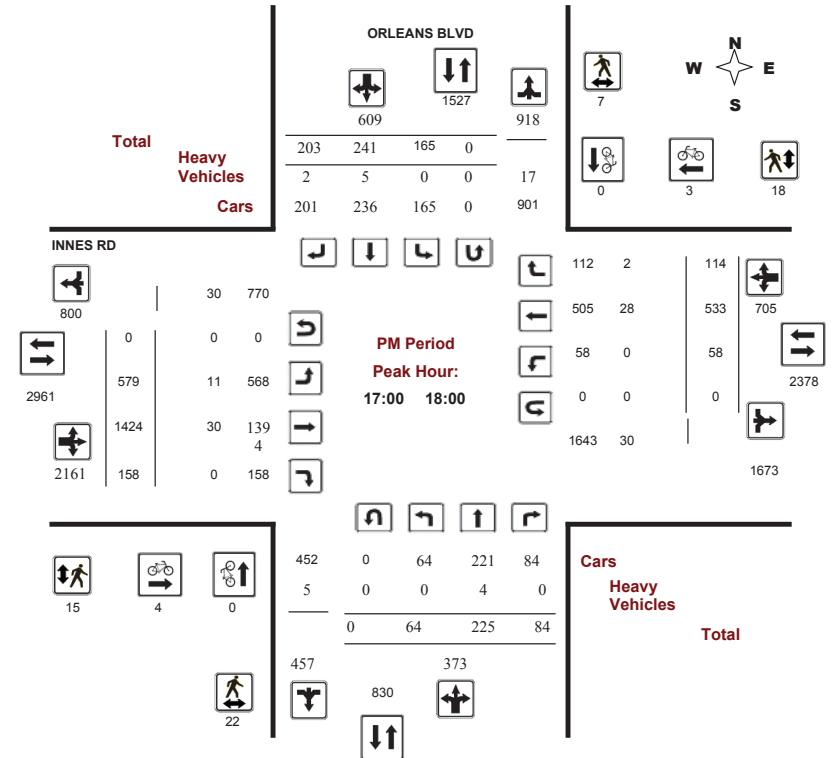 ORLEANS BLVD
N
W E
S
1527
7
609 918
Total
203 241 165 0
Heavy
Vehicles
2 5 0 0 17
0 3 18
Cars
201 236 165 0 901
INNES RD
112 2 114
30 770
800
505 28 533 705
0 0 0
PM Period
58 0 58
Peak Hour:
579 11 568
2378
2961
17:00 18:00
0 0 0
1424 30 139
4
1643 30
2161 158 0 158
1673
452 0 64 221 84
Cars
5 0 0 4 0
Heavy
Vehicles
15 4 0
0 64 225 84
Total
457 373
830
22